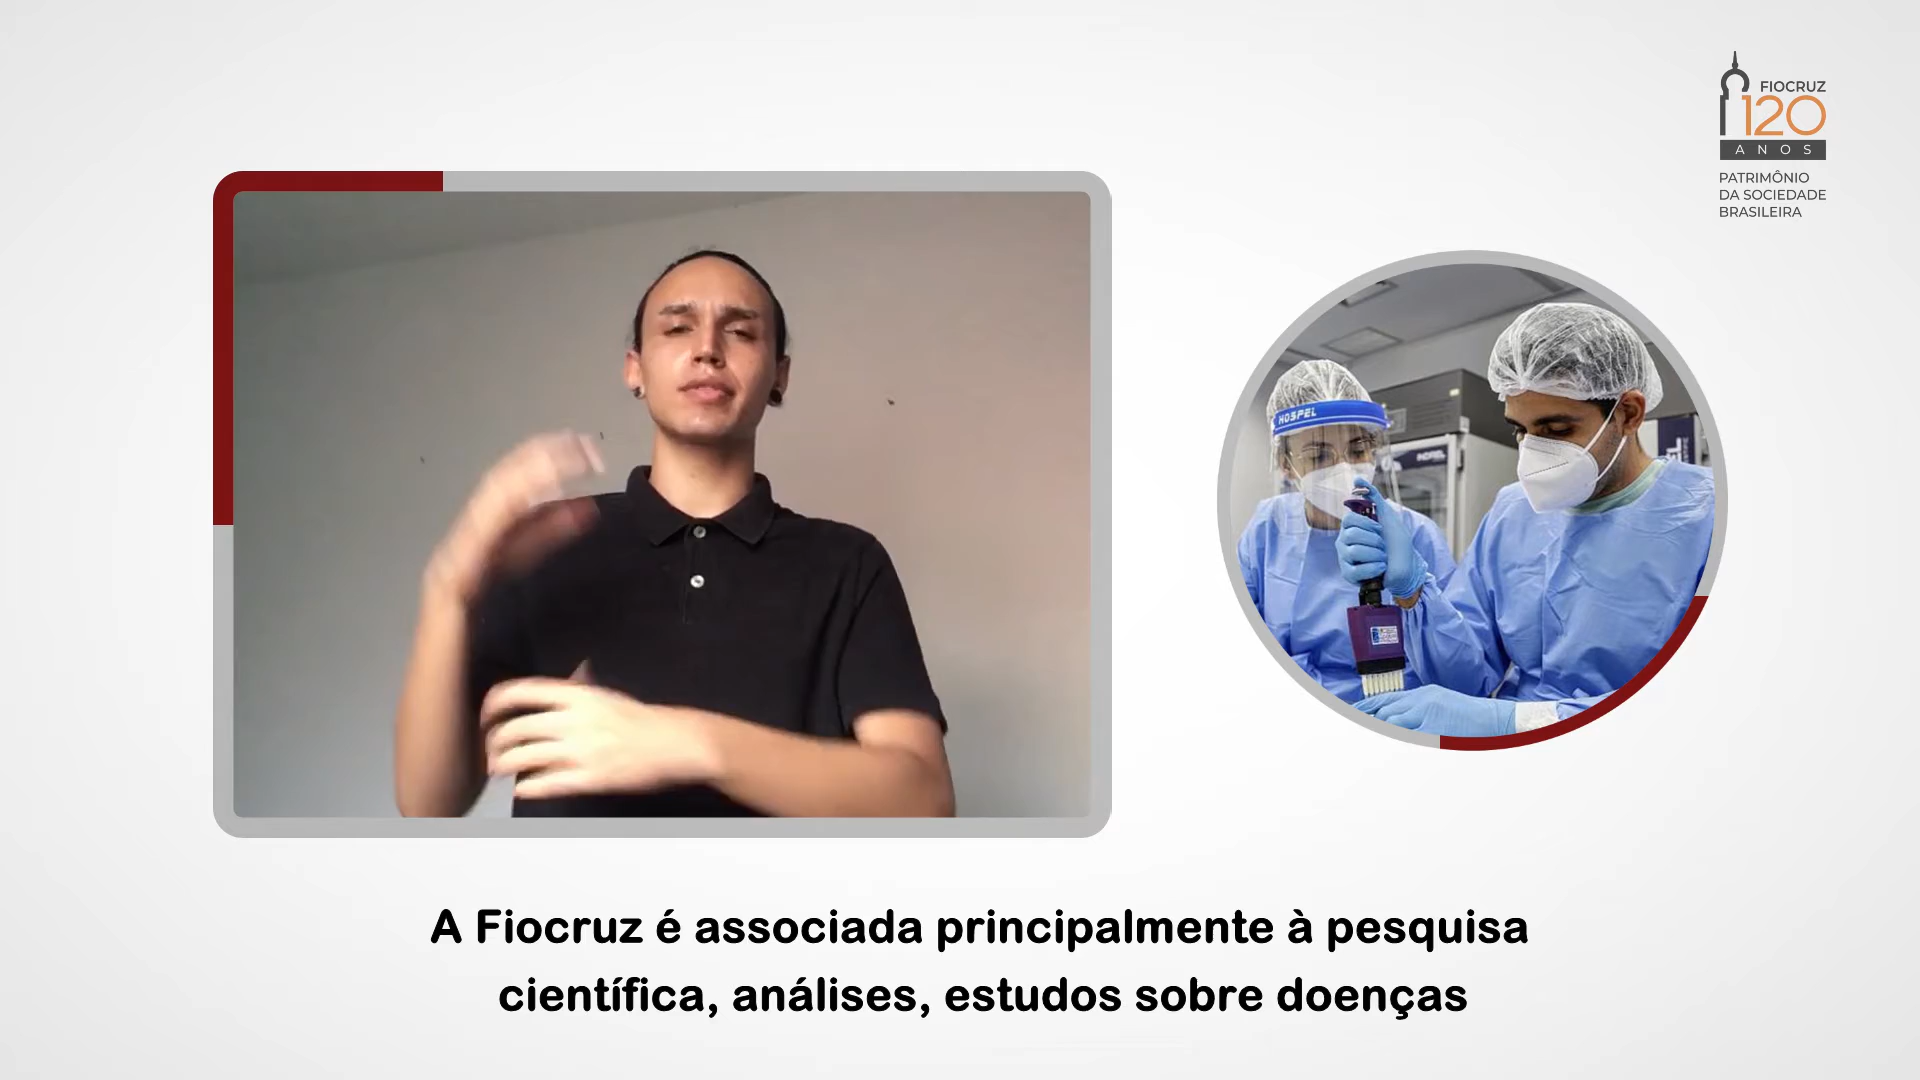 FIOCRUZ
120
ANOS
PATRIMÔNIO
DA SOCIEDADE
BRASILEIRA
HOSPEL
A Fiocruz é associada principalmente à pesquisa
científica, análises, estudos sobre doenças